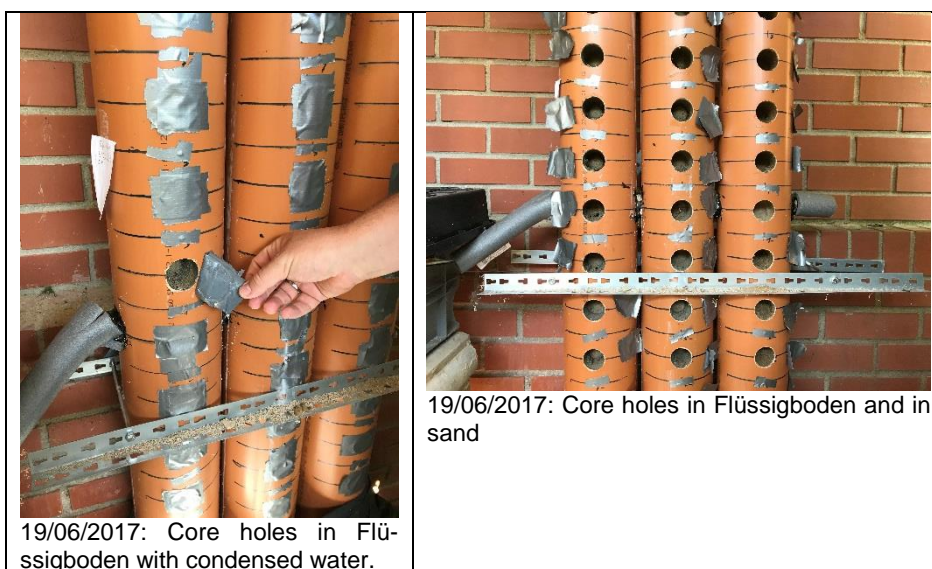 19/06/2017: Core holes in Flü-
ssigboden with condensed water.
19/06/2017: Core holes in Flüssigboden and in
sand